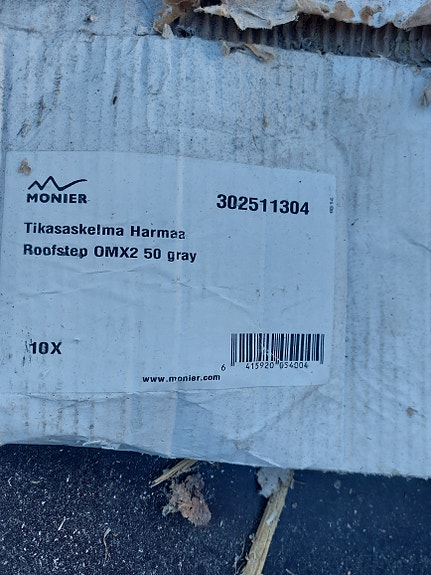 MONIER
302511304
Tikasaskelma Harmaa
Roofstep OMX2 50 gray
10X
6 415920 054004
www.monier.com